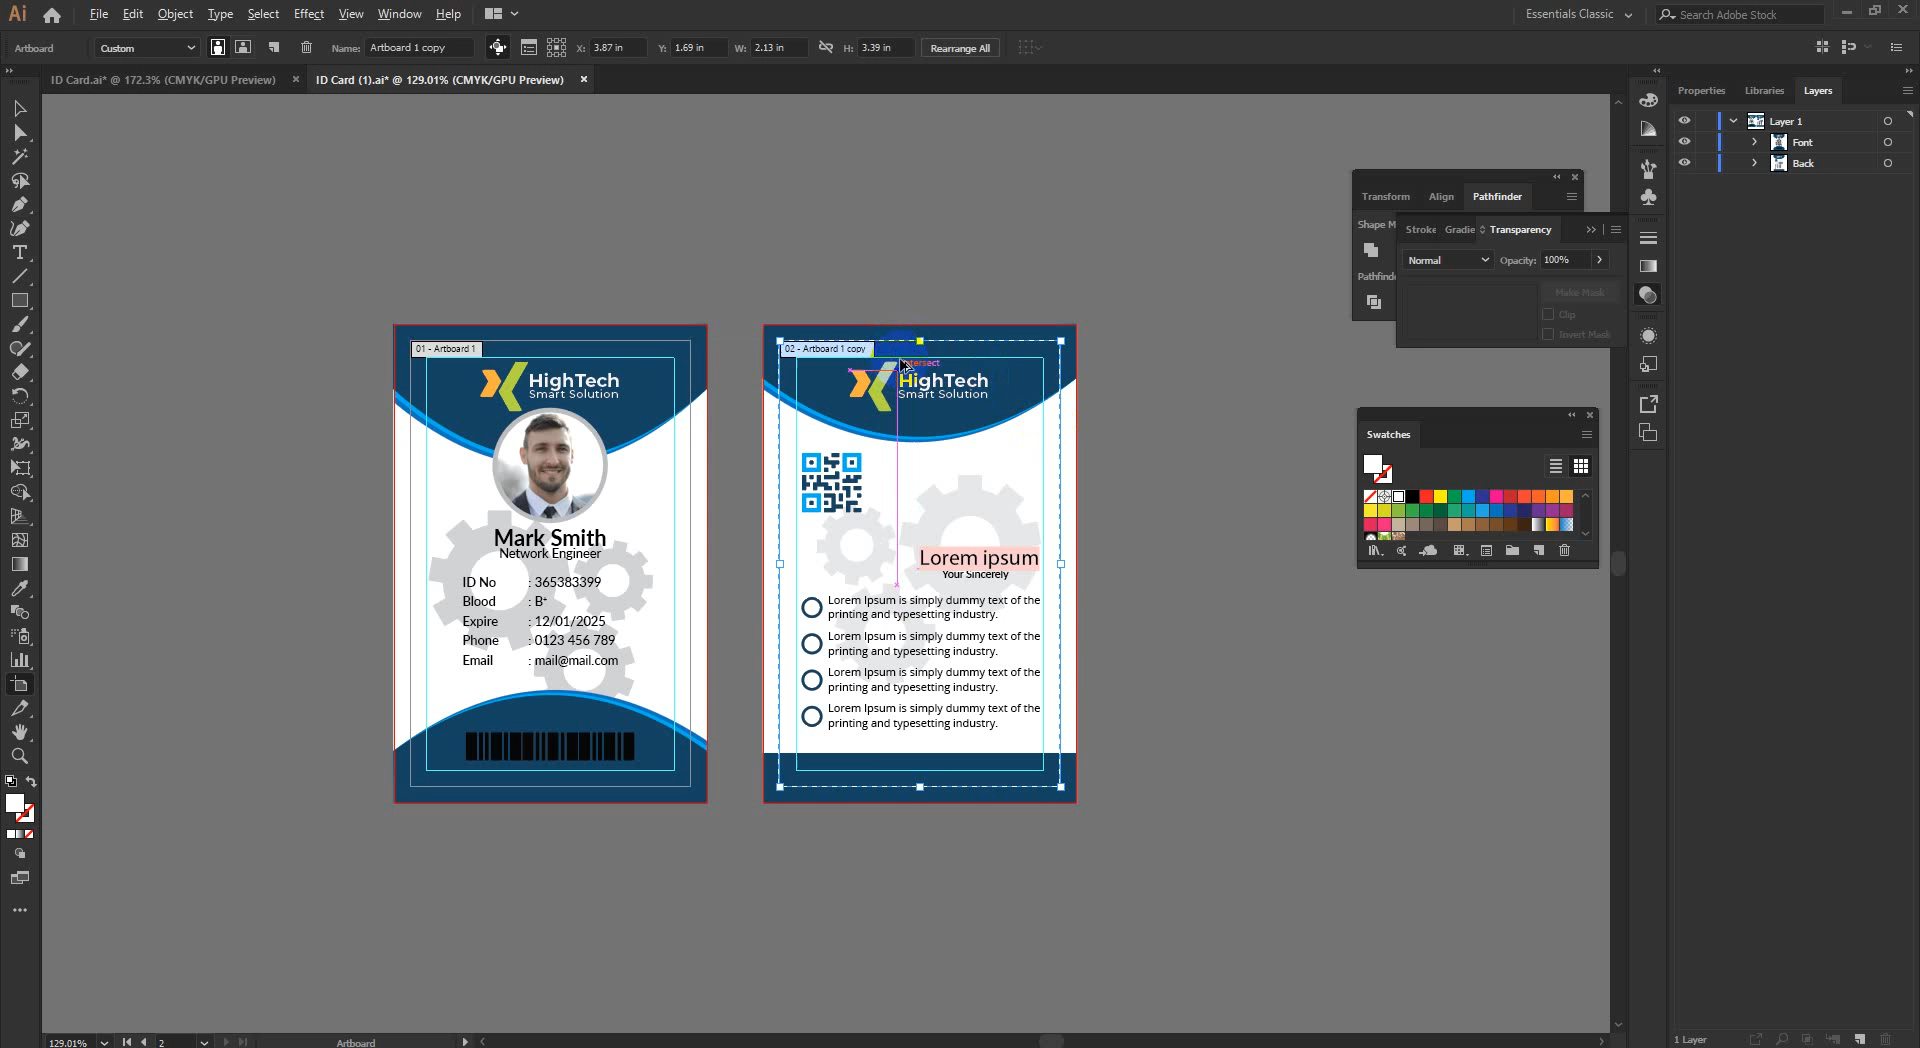 Ai File Edit Object Type Select Effect View Window Help Essentials Classic Search Adobe Stock
Artboard Custom Name: Artboard 1 copy X: 3.87 in Y: 1.69 in W: 2.13 in H: 3.39 in Rearrange All
ID Card.ai* @ 172.3% (CMYK/GPU Preview) ID Card (1).ai* @ 129.01% (CMYK/GPU Preview)
Properties Libraries Layers
Layer 1
Font
Back
Transform Align Pathfinder
Shape M
Pathfinde
Stroke Gradie Transparency
Normal Opacity: 100%
Make Mask
Clip
Invert Mask
Swatches
01 - Artboard 1
HighTech
Smart Solution
Mark Smith
Network Engineer
ID No : 365383399
Blood : B+
Expire : 12/01/2025
Phone : 0123 456 789
Email : mail@mail.com
02 - Artboard 1 copy
HighTech
Smart Solution
Lorem ipsum
Your Sincerely
Lorem Ipsum is simply dummy text of the
printing and typesetting industry.
Lorem Ipsum is simply dummy text of the
printing and typesetting industry.
Lorem Ipsum is simply dummy text of the
printing and typesetting industry.
Lorem Ipsum is simply dummy text of the
printing and typesetting industry.
129.01% 2 Artboard
1 Layer